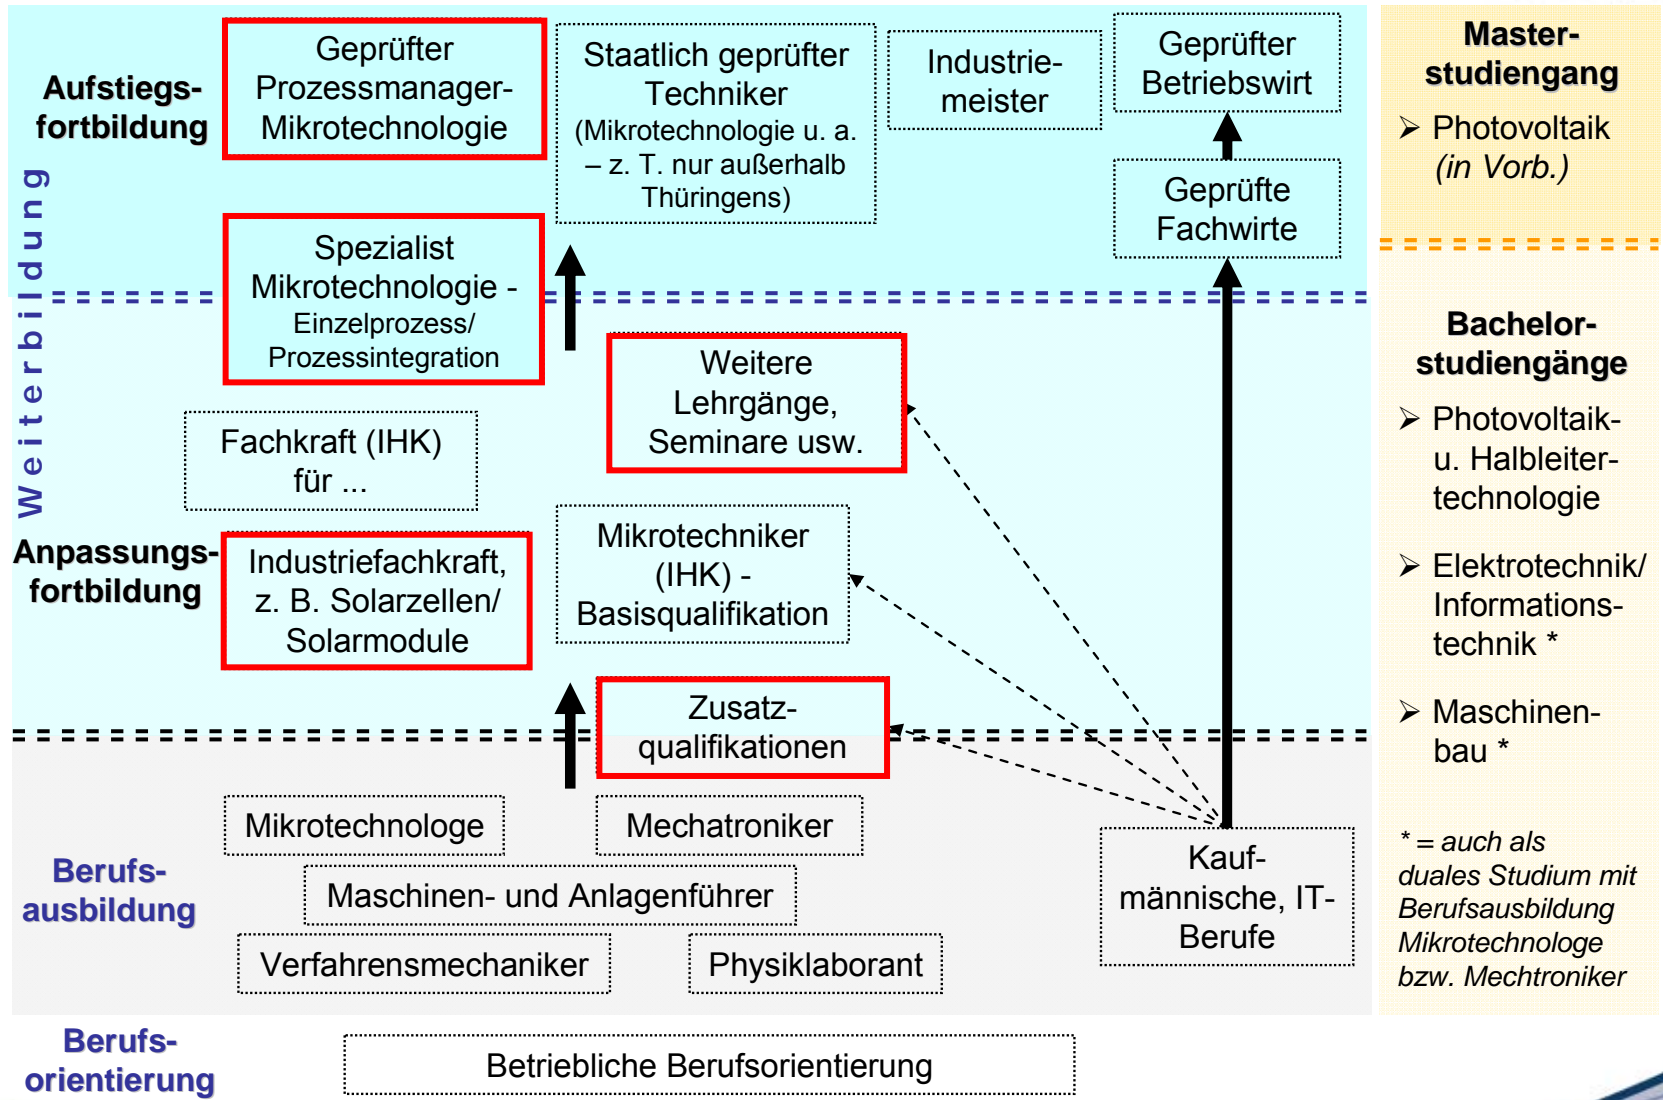 Weiterbildung
Aufstiegs-
fortbildung
Geprüfter
Prozessmanager-
Mikrotechnologie
Staatlich geprüfter
Techniker
(Mikrotechnologie u. a.
– z. T. nur außerhalb
Thüringens)
Industrie-
meister
Geprüfter
Betriebswirt
Geprüfte
Fachwirte
Spezialist
Mikrotechnologie -
Einzelprozess/
Prozessintegration
Weitere
Lehrgänge,
Seminare usw.
Fachkraft (IHK)
für ...
Anpassungs-
fortbildung
Industriefachkraft,
z. B. Solarzellen/
Solarmodule
Mikrotechniker
(IHK) -
Basisqualifikation
Zusatz-
qualifikationen
Berufs-
ausbildung
Mikrotechnologe
Mechatroniker
Maschinen- und Anlagenführer
Verfahrensmechaniker
Physiklaborant
Kauf-
männische, IT-
Berufe
Berufs-
orientierung
Betriebliche Berufsorientierung
Master-
studiengang
➢ Photovoltaik
(in Vorb.)
Bachelor-
studiengänge
➢ Photovoltaik-
u. Halbleiter-
technologie
➢ Elektrotechnik/
Informations-
technik *
➢ Maschinen-
bau *
* = auch als
duales Studium mit
Berufsausbildung
Mikrotechnologe
bzw. Mechtroniker